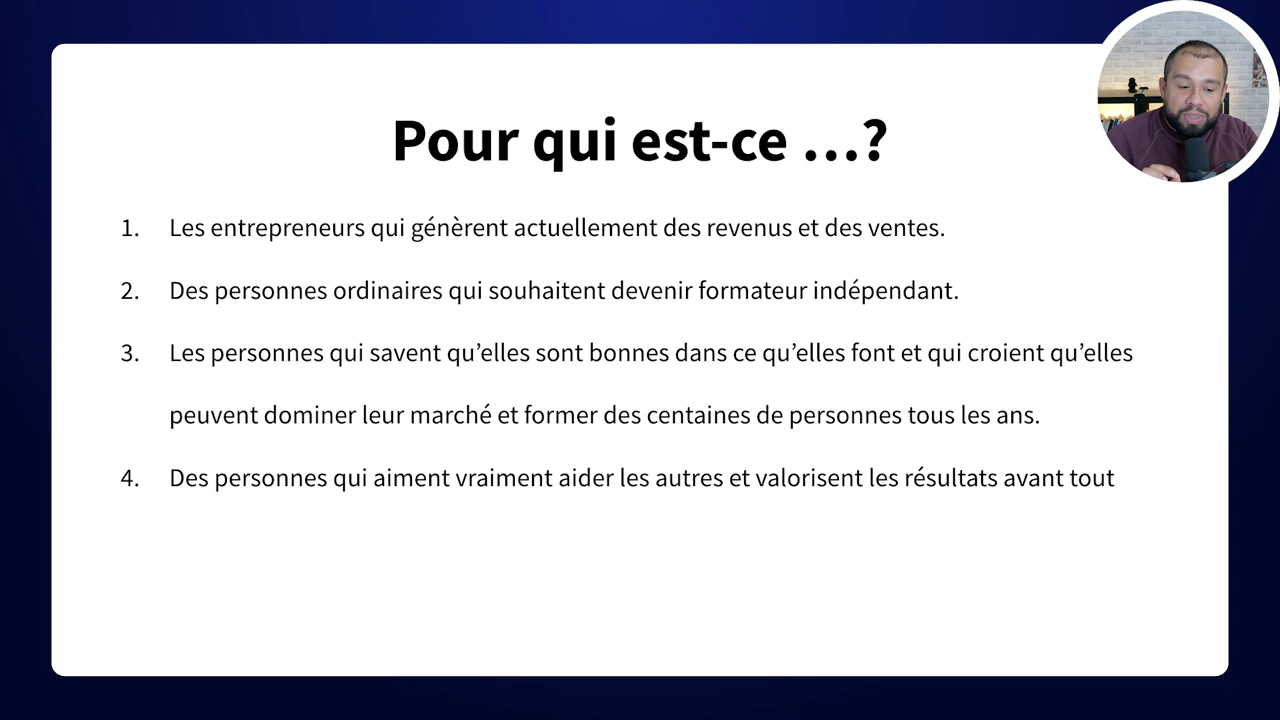 Pour qui est-ce …?
1. Les entrepreneurs qui génèrent actuellement des revenus et des ventes.
2. Des personnes ordinaires qui souhaitent devenir formateur indépendant.
3. Les personnes qui savent qu’elles sont bonnes dans ce qu’elles font et qui croient qu’elles
peuvent dominer leur marché et former des centaines de personnes tous les ans.
4. Des personnes qui aiment vraiment aider les autres et valorisent les résultats avant tout